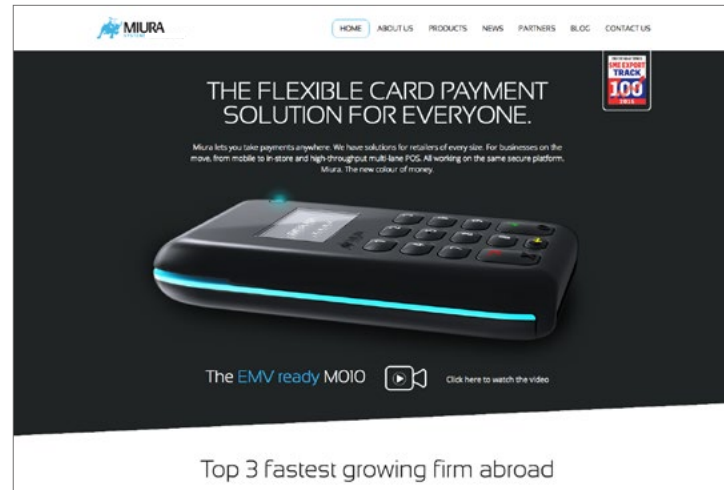 MIURA
SYSTEMS
HOME ABOUT US PRODUCTS NEWS PARTNERS BLOG CONTACT US
SME EXPORT
TRACK
100
2016
THE FLEXIBLE CARD PAYMENT
SOLUTION FOR EVERYONE.
Miura lets you take payments anywhere. We have solutions for retailers of every size. For businesses on the
move, from mobile to in-store and high-throughput multi-lane POS. All working on the same secure platform.
Miura. The new colour of money.
The EMV ready M010
Click here to watch the video
Top 3 fastest growing firm abroad